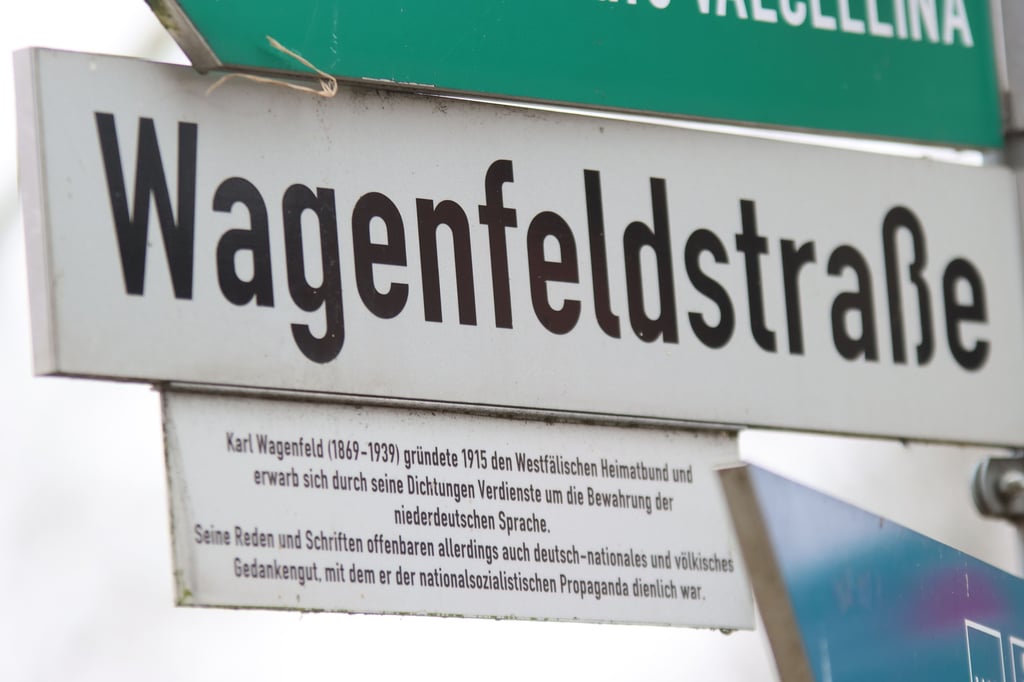 VALCELLINA
Wagenfeldstraße
Karl Wagenfeld (1869-1939) gründete 1915 den Westfälischen Heimatbund und
erwarb sich durch seine Dichtungen Verdienste um die Bewahrung der
niederdeutschen Sprache.
Seine Reden und Schriften offenbaren allerdings auch deutsch-nationales und völkisches
Gedankengut, mit dem er der nationalsozialistischen Propaganda dienlich war.